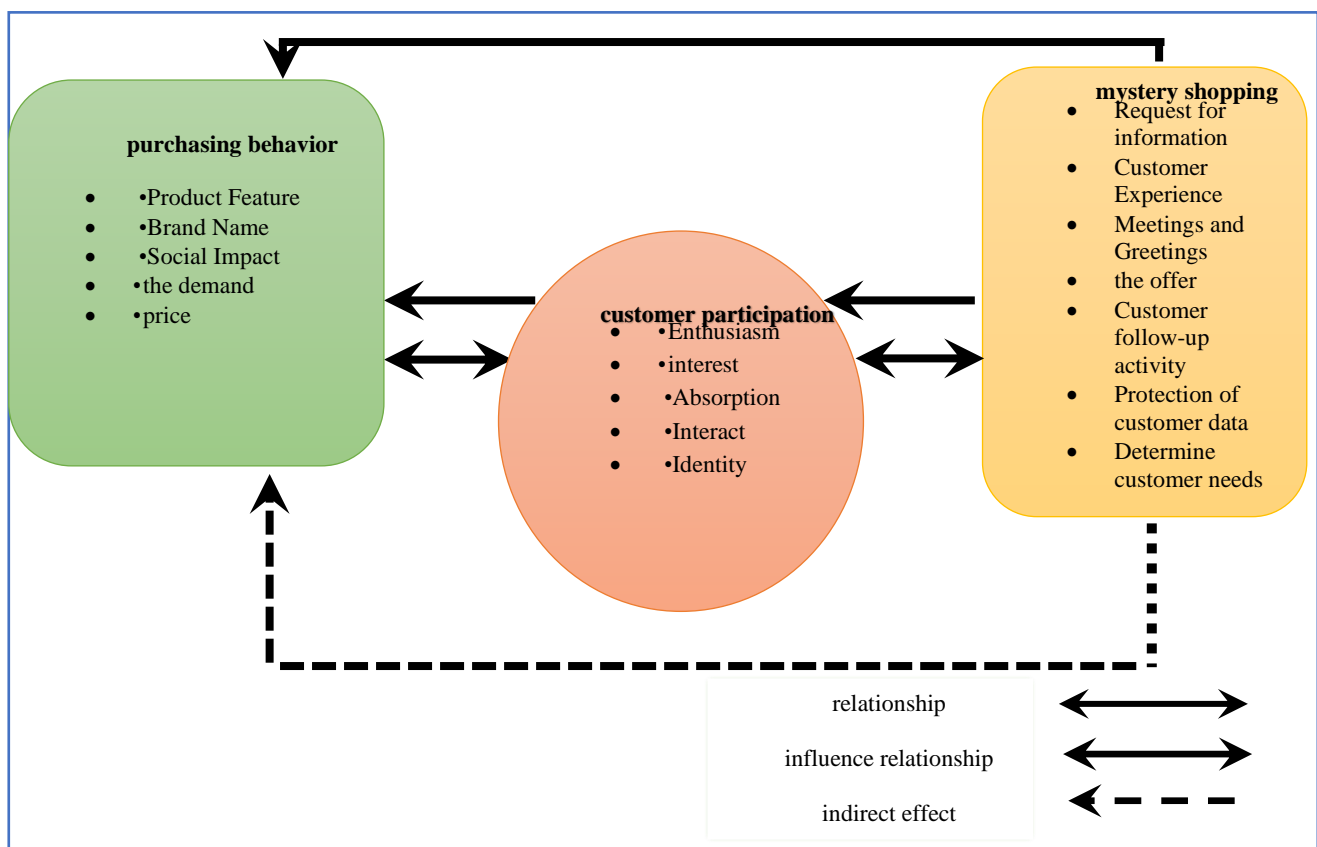 purchasing behavior
• •Product Feature
• •Brand Name
• •Social Impact
• •the demand
• •price
customer participation
• •Enthusiasm
• •interest
• •Absorption
• •Interact
• •Identity
mystery shopping
• Request for
information
• Customer
Experience
• Meetings and
Greetings
• the offer
• Customer
follow-up
activity
• Protection of
customer data
• Determine
customer needs
relationship
influence relationship
indirect effect